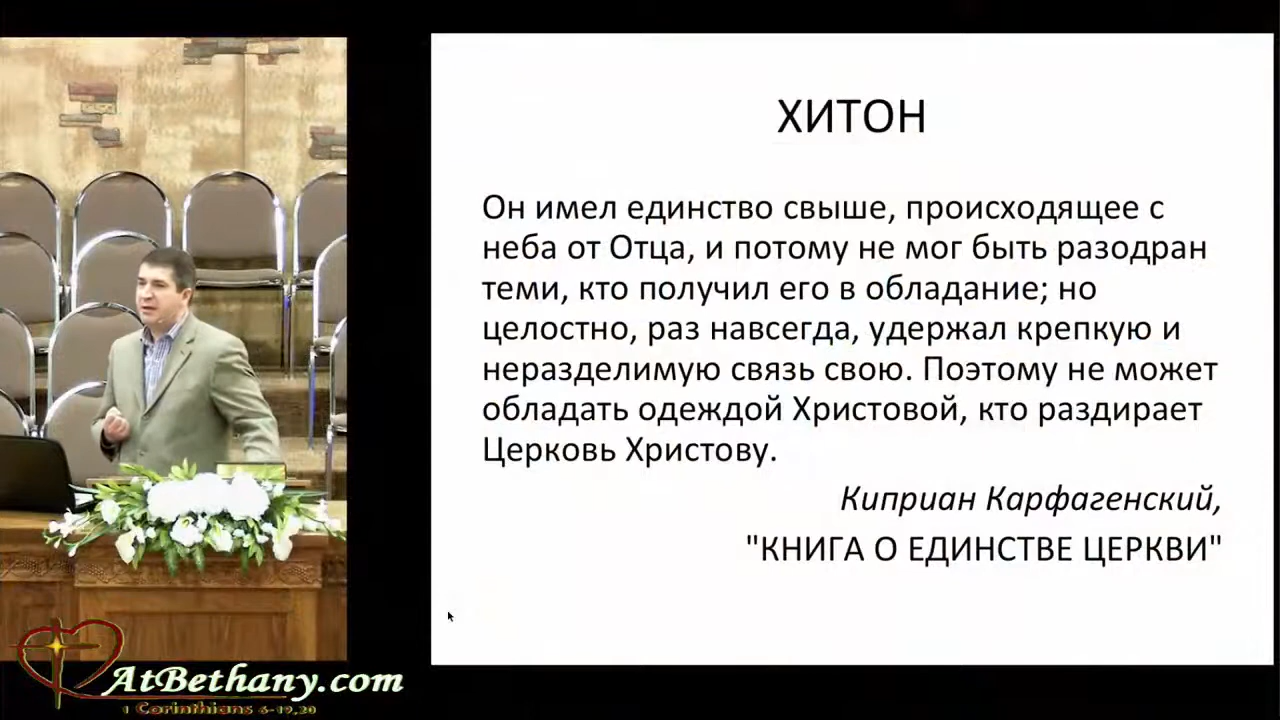 ХИТОН
Он имел единство свыше, происходящее с
неба от Отца, и потому не мог быть разодран
теми, кто получил его в обладание; но
целостно, раз навсегда, удержал крепкую и
неразделимую связь свою. Поэтому не может
обладать одеждой Христовой, кто раздирает
Церковь Христову.
Киприан Карфагенский,
"КНИГА О ЕДИНСТВЕ ЦЕРКВИ"
AtBethany.com
1 Corinthians 6-19,20